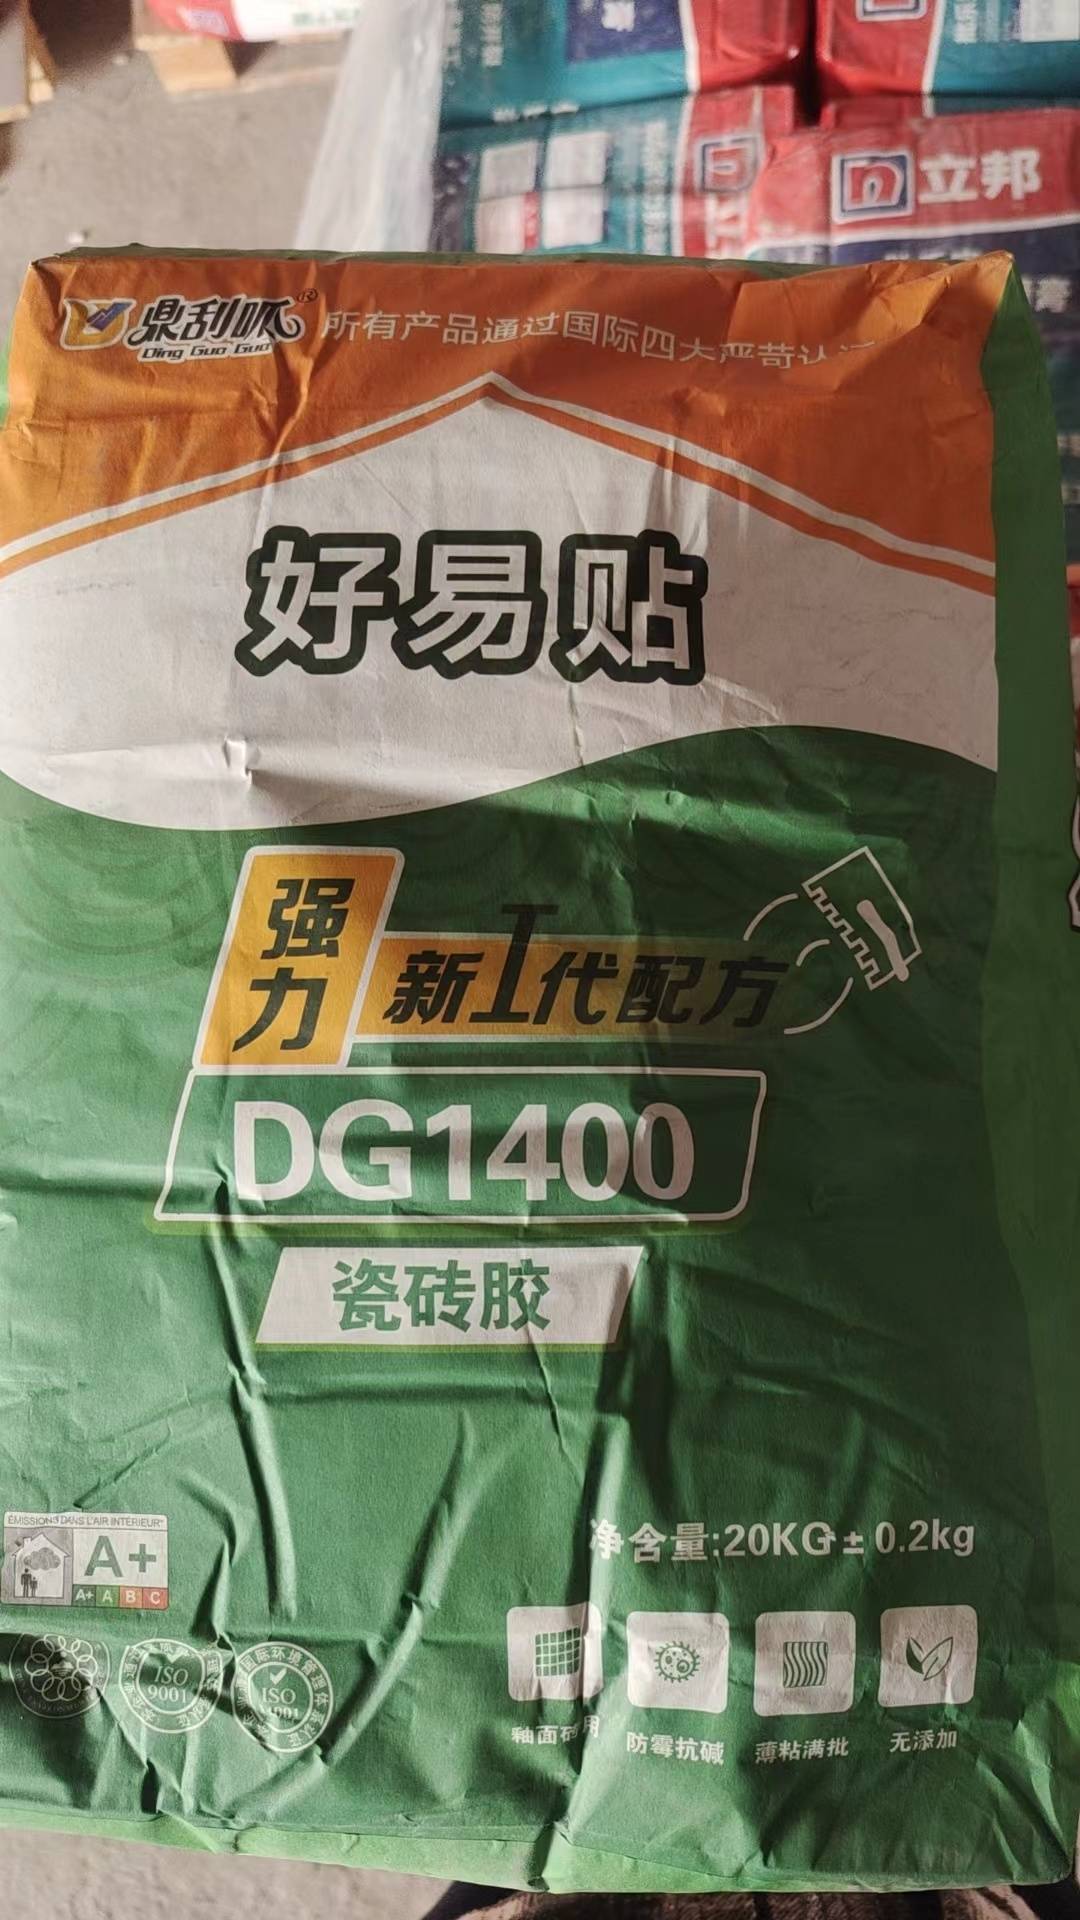 立邦
鼎刮呱®
Ding Guo Guo
所有产品通过国际四大严苛认证
好易贴
强力
新工代配方
DG1400
瓷砖胶
ÉMISSIONS DANS L'AIR INTÉRIEUR*
A+
A+ A B C
净含量:20KG±0.2kg
ISO
9001
ISO
釉面砖用
防霉抗碱
薄粘满批
无添加